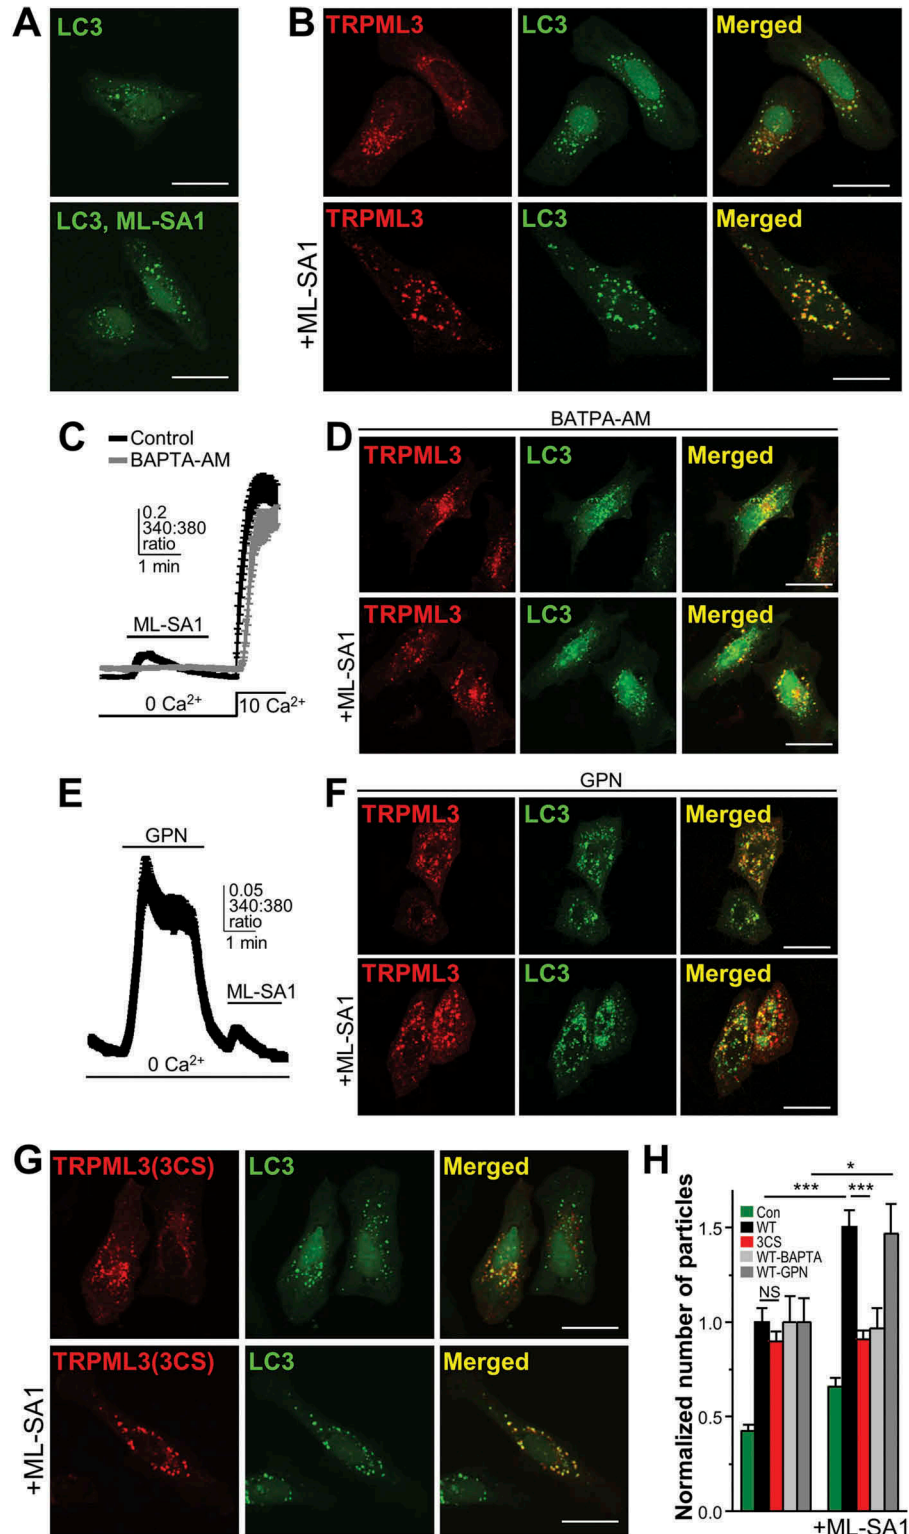 A
LC3
LC3, ML-SA1
B
TRPML3
LC3
Merged
+ML-SA1
TRPML3
LC3
Merged
C
Control
BAPTA-AM
0.2
340:380
ratio
1 min
ML-SA1
0 Ca²⁺
10 Ca²⁺
D
BATPA-AM
TRPML3
LC3
Merged
+ML-SA1
TRPML3
LC3
Merged
E
GPN
0.05
340:380
ratio
1 min
ML-SA1
0 Ca²⁺
F
GPN
TRPML3
LC3
Merged
+ML-SA1
TRPML3
LC3
Merged
G
TRPML3(3CS)
LC3
Merged
+ML-SA1
TRPML3(3CS)
LC3
Merged
H
Normalized number of particles
*
*** ***
Con
WT
3CS
WT-BAPTA
WT-GPN
NS
1.5
1.0
0.5
0.0
+ML-SA1